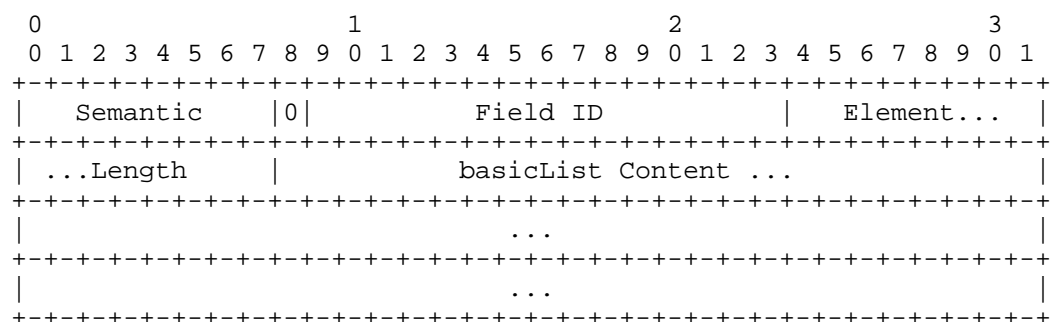 0                   1                   2                   3
 0 1 2 3 4 5 6 7 8 9 0 1 2 3 4 5 6 7 8 9 0 1 2 3 4 5 6 7 8 9 0 1
+-+-+-+-+-+-+-+-+-+-+-+-+-+-+-+-+-+-+-+-+-+-+-+-+-+-+-+-+-+-+-+-+
|   Semantic    |0|          Field ID           |   Element...  |
+-+-+-+-+-+-+-+-+-+-+-+-+-+-+-+-+-+-+-+-+-+-+-+-+-+-+-+-+-+-+-+-+
| ...Length     |           basicList Content ...               |
+-+-+-+-+-+-+-+-+-+-+-+-+-+-+-+-+-+-+-+-+-+-+-+-+-+-+-+-+-+-+-+-+
|                              ...                              |
+-+-+-+-+-+-+-+-+-+-+-+-+-+-+-+-+-+-+-+-+-+-+-+-+-+-+-+-+-+-+-+-+
|                              ...                              |
+-+-+-+-+-+-+-+-+-+-+-+-+-+-+-+-+-+-+-+-+-+-+-+-+-+-+-+-+-+-+-+-+